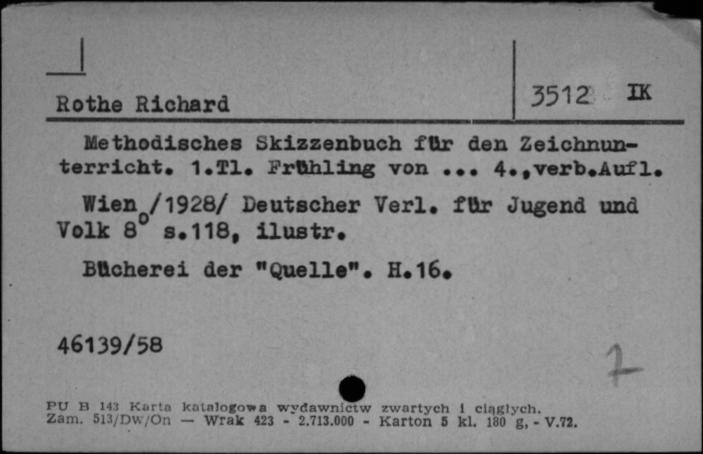 3512 IK
Rothe Richard
Methodisches Skizzenbuch für den Zeichnun-
terricht. 1.Tl. Frühling von ... 4.,verb.Aufl.
Wien /1928/ Deutscher Verl. für Jugend und
Volk 8° s.118, ilustr.
Bücherei der "Quelle". H.16.
46139/58
7
PU B 143 Karta katalogowa wydawnictw zwartych i ciągłych.
Zam. 513/DW/On — Wrak 423 - 2.713.000 - Karton 5 kl. 180 g, - V.72.